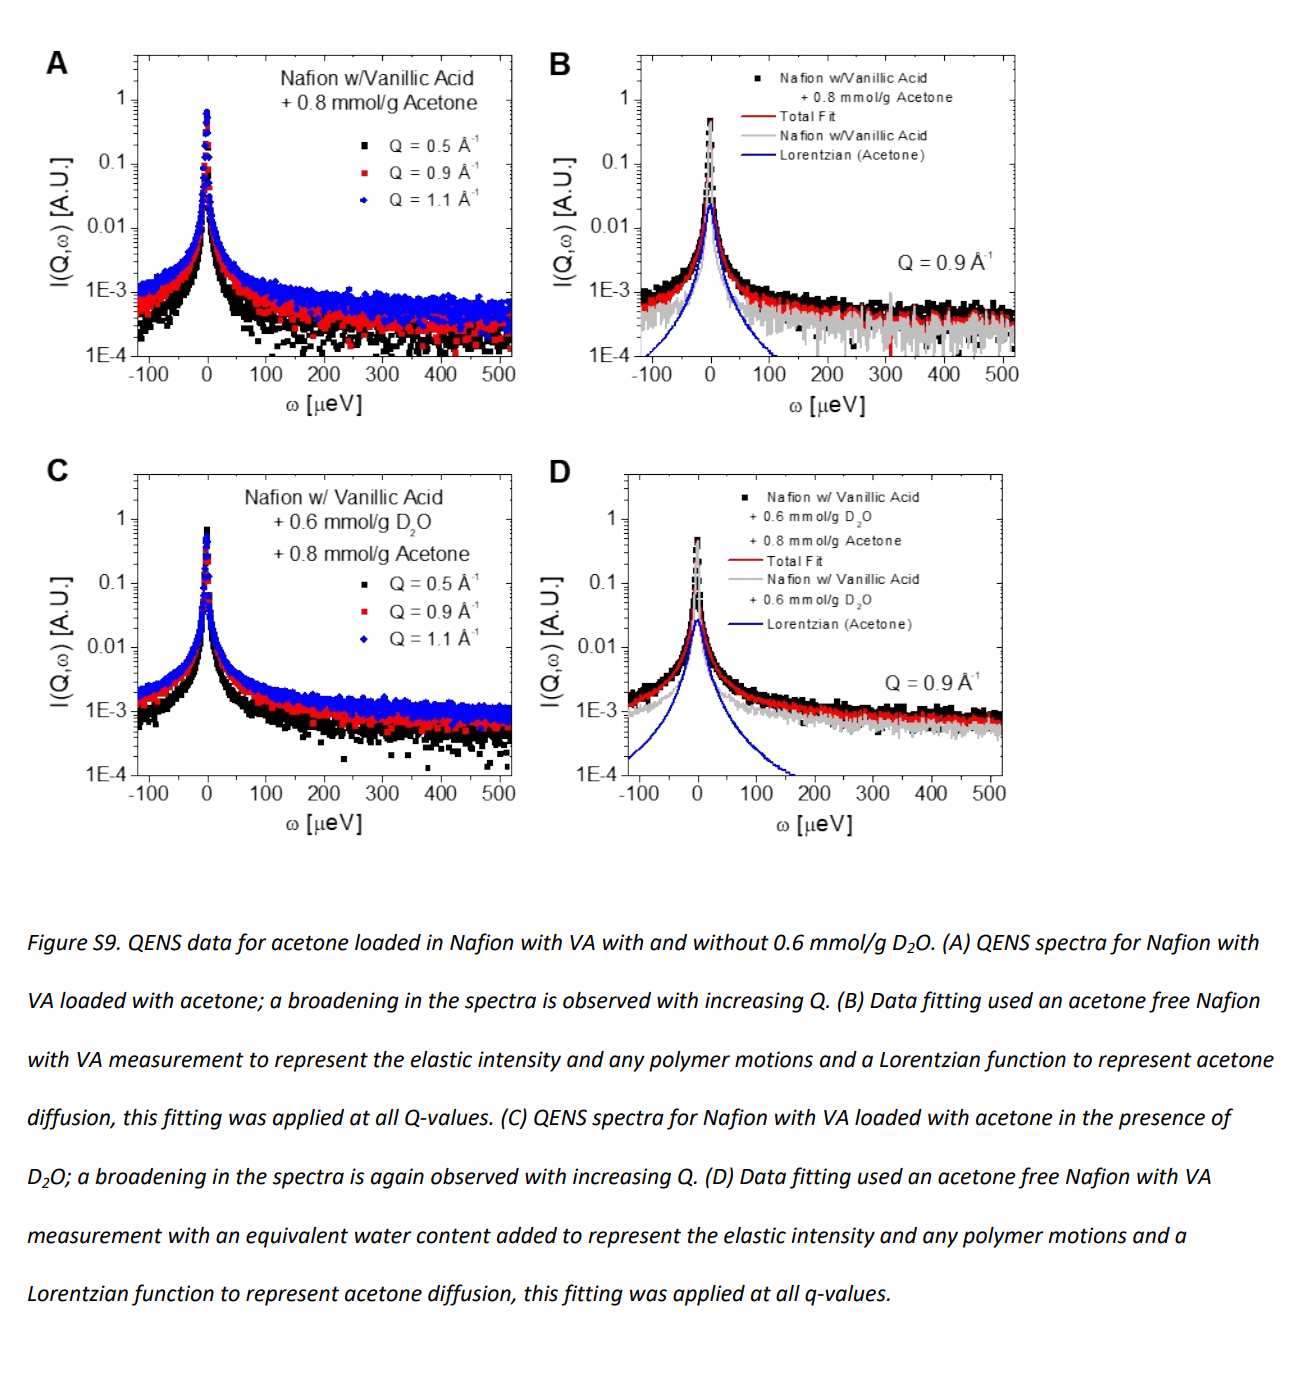 A
Nafion w/Vanillic Acid
+ 0.8 mmol/g Acetone
Q = 0.5 Å⁻¹
Q = 0.9 Å⁻¹
Q = 1.1 Å⁻¹
1
0.1
0.01
1E-3
1E-4
I(Q,ω) [A.U.]
-100 0 100 200 300 400 500
ω [μeV]
B
Nafion w/Vanillic Acid
+ 0.8 mmol/g Acetone
Total Fit
Nafion w/Vanillic Acid
Lorentzian (Acetone)
Q = 0.9 Å⁻¹
1
0.1
0.01
1E-3
1E-4
I(Q,ω) [A.U.]
-100 0 100 200 300 400 500
ω [μeV]
C
Nafion w/ Vanillic Acid
+ 0.6 mmol/g D₂O
+ 0.8 mmol/g Acetone
Q = 0.5 Å⁻¹
Q = 0.9 Å⁻¹
Q = 1.1 Å⁻¹
1
0.1
0.01
1E-3
1E-4
I(Q,ω) [A.U.]
-100 0 100 200 300 400 500
ω [μeV]
D
Nafion w/ Vanillic Acid
+ 0.6 mmol/g D₂O
+ 0.8 mmol/g Acetone
Total Fit
Nafion w/ Vanillic Acid
+ 0.6 mmol/g D₂O
Lorentzian (Acetone)
Q = 0.9 Å⁻¹
1
0.1
0.01
1E-3
1E-4
I(Q,ω) [A.U.]
-100 0 100 200 300 400 500
ω [μeV]
Figure S9. QENS data for acetone loaded in Nafion with VA with and without 0.6 mmol/g D₂O. (A) QENS spectra for Nafion with
VA loaded with acetone; a broadening in the spectra is observed with increasing Q. (B) Data fitting used an acetone free Nafion
with VA measurement to represent the elastic intensity and any polymer motions and a Lorentzian function to represent acetone
diffusion, this fitting was applied at all Q-values. (C) QENS spectra for Nafion with VA loaded with acetone in the presence of
D₂O; a broadening in the spectra is again observed with increasing Q. (D) Data fitting used an acetone free Nafion with VA
measurement with an equivalent water content added to represent the elastic intensity and any polymer motions and a
Lorentzian function to represent acetone diffusion, this fitting was applied at all q-values.